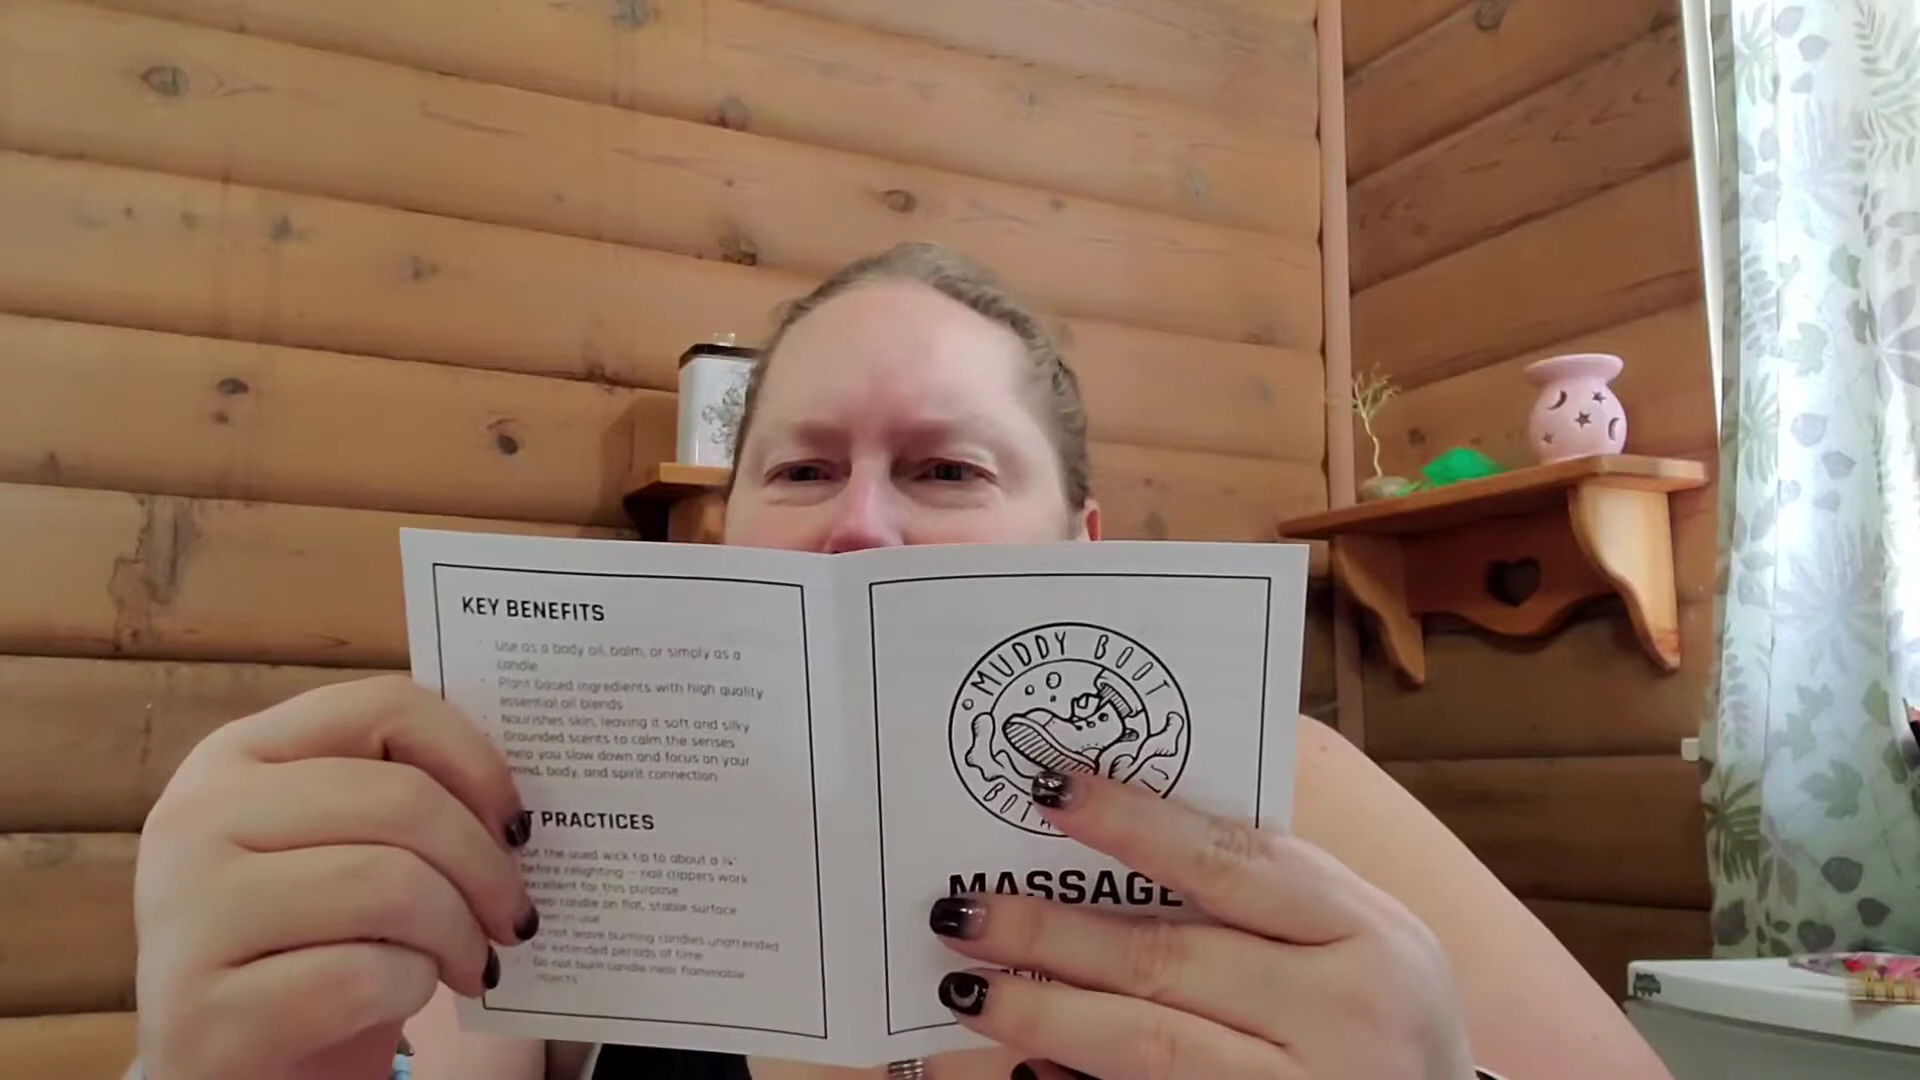 KEY BENEFITS
Use as a body oil, balm, or simply as a
candle
Plant based ingredients with high quality
essential oil blends
Nourishes skin, leaving it soft and silky
Grounded scents to calm the senses
Help you slow down and focus on your
mind, body, and spirit connection
PRACTICES
Cut the used wick tip to about a ¼"
before relighting – nail clippers work
excellent for this purpose
Keep candle on flat, stable surface
when in use
Do not leave burning candles unattended
for extended periods of time
Do not burn candle near flammable
objects
MUDDY BOOT
MASSAGE